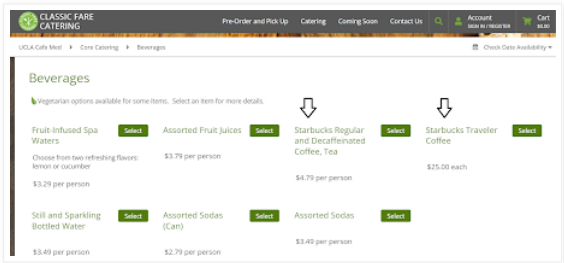 CLASSIC FARE
CATERING
Pre-Order and Pick Up Catering Coming Soon Contact Us
Account
SIGN IN / REGISTER
Cart
$0.00
UCLA Cafe Med Core Catering Beverages
Check Date Availability
Beverages
Vegetarian options available for some items. Select an item for more details.
Fruit-Infused Spa
Waters
Select
Choose from two refreshing flavors:
lemon or cucumber
$3.29 per person
Assorted Fruit Juices
Select
$3.79 per person
Starbucks Regular
and Decaffeinated
Coffee, Tea
Select
$4.79 per person
Starbucks Traveler
Coffee
Select
$25.00 each
Still and Sparkling
Bottled Water
Select
$3.49 per person
Assorted Sodas
(Can)
Select
$2.79 per person
Assorted Sodas
Select
$3.49 per person